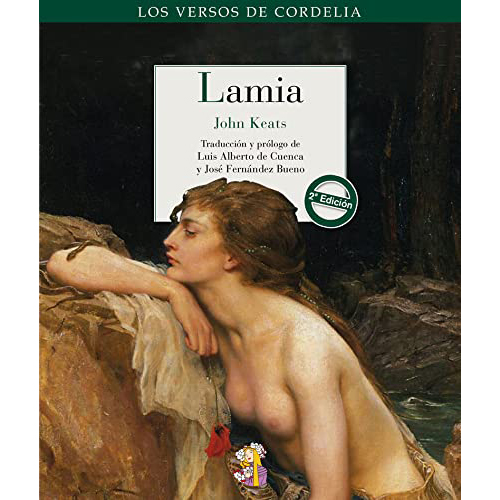 LOS VERSOS DE CORDELIA
Lamia
John Keats
Traducción y prólogo de
Luis Alberto de Cuenca
y José Fernández Bueno
2ª Edición